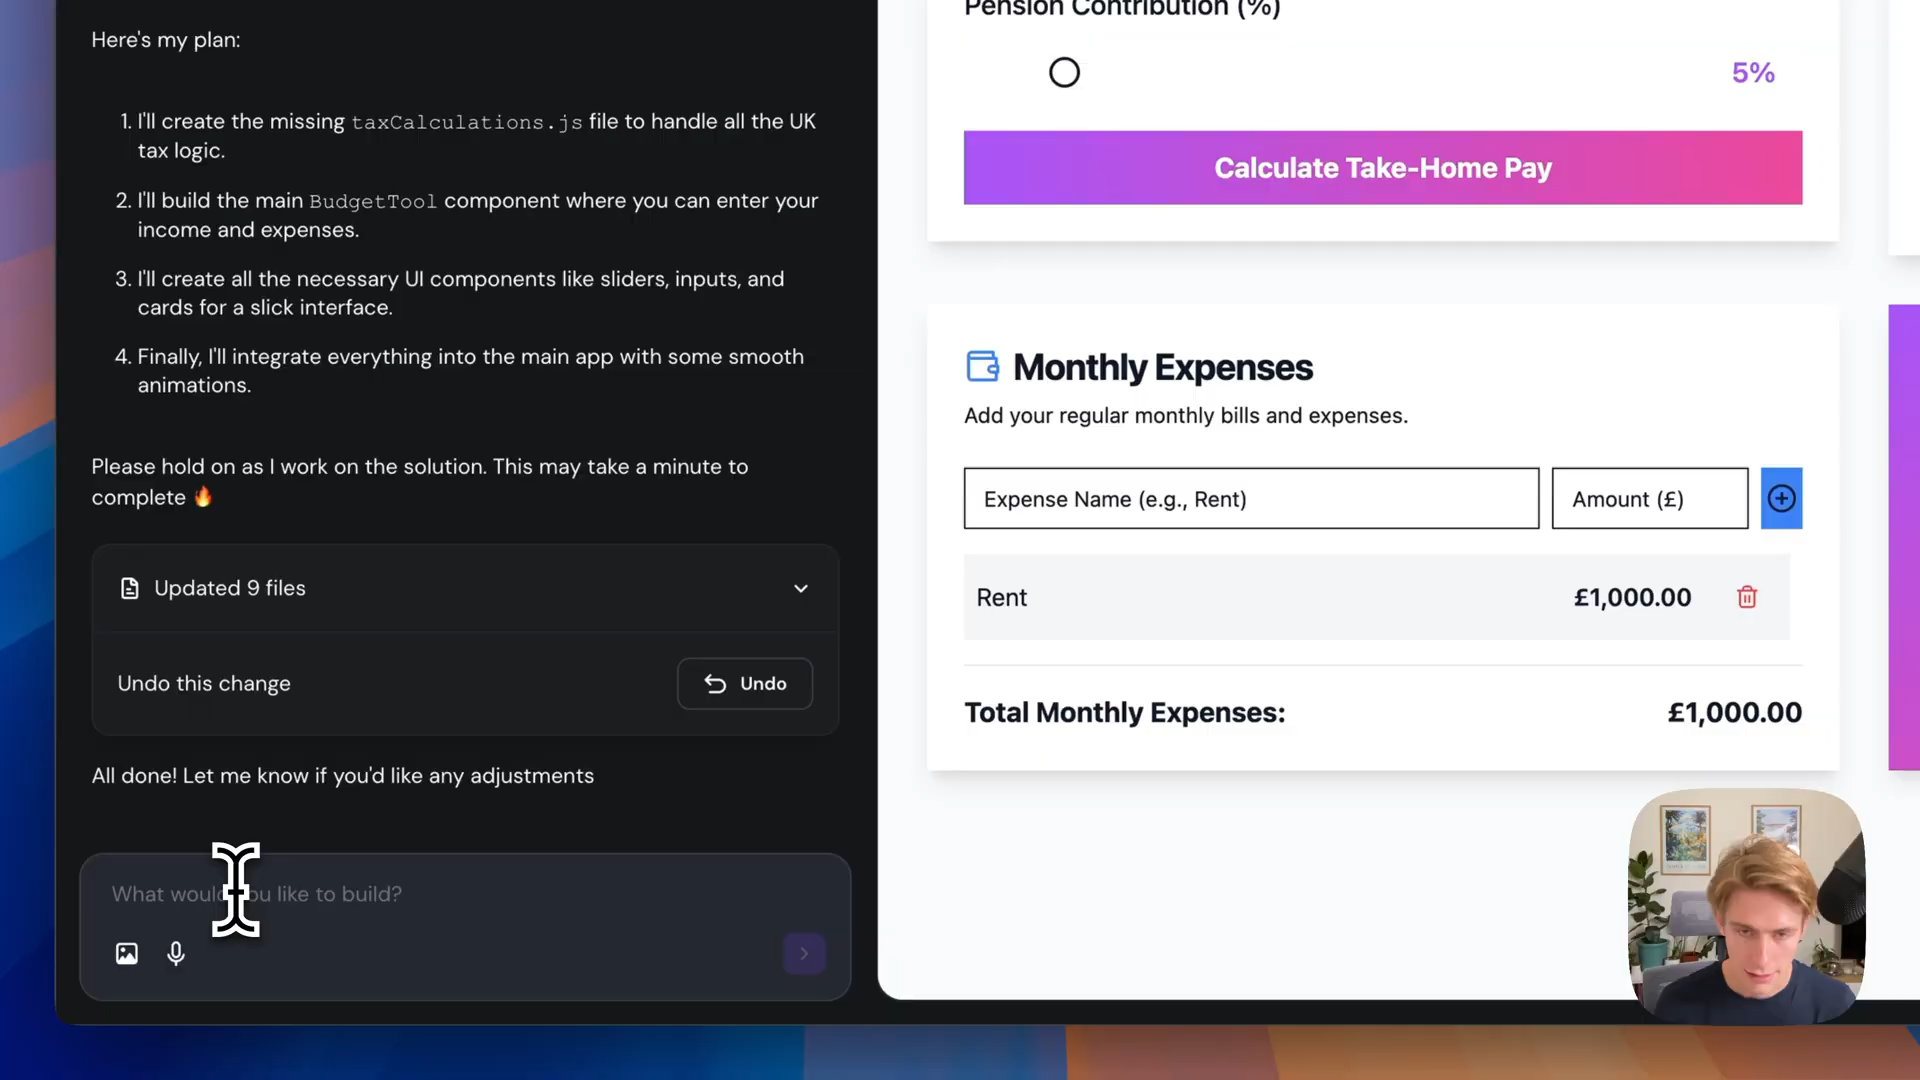 Here's my plan:
1. I'll create the missing taxCalculations.js file to handle all the UK
tax logic.
2. I'll build the main BudgetTool component where you can enter your
income and expenses.
3. I'll create all the necessary UI components like sliders, inputs, and
cards for a slick interface.
4. Finally, I'll integrate everything into the main app with some smooth
animations.
Please hold on as I work on the solution. This may take a minute to
complete 🔥
Updated 9 files
Undo this change
Undo
All done! Let me know if you'd like any adjustments
What would you like to build?
Pension Contribution (%)
5%
Calculate Take-Home Pay
Monthly Expenses
Add your regular monthly bills and expenses.
Expense Name (e.g., Rent)
Amount (£)
Rent
£1,000.00
Total Monthly Expenses:
£1,000.00